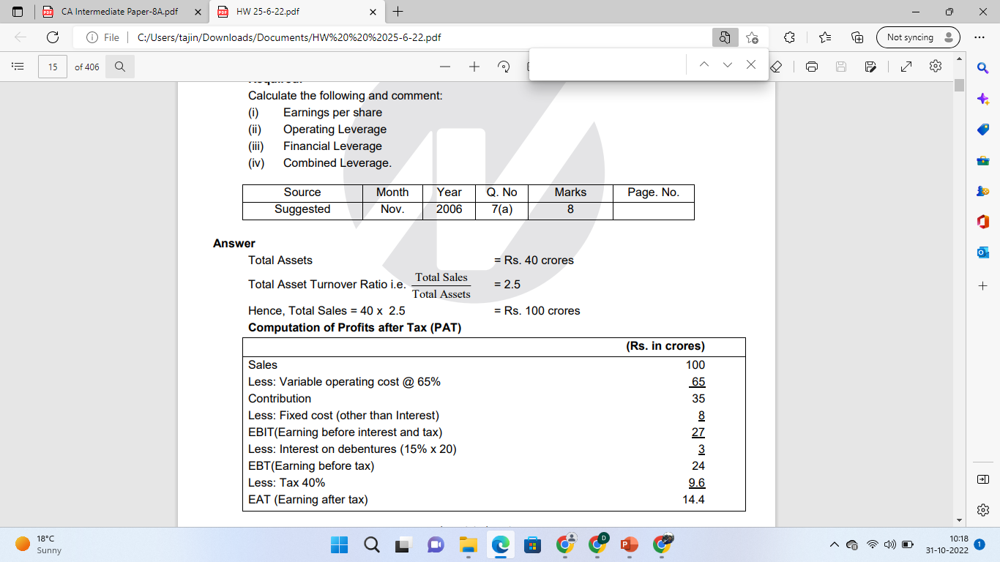 CA Intermediate Paper-8A.pdf
HW 25-6-22.pdf
File
C:/Users/tajin/Downloads/Documents/HW%20%20%2025-6-22.pdf
Not syncing
15 of 406
Calculate the following and comment:
(i) Earnings per share
(ii) Operating Leverage
(iii) Financial Leverage
(iv) Combined Leverage.
Source Month Year Q. No Marks Page. No.
Suggested Nov. 2006 7(a) 8
Answer
Total Assets = Rs. 40 crores
Total Asset Turnover Ratio i.e. Total Sales / Total Assets = 2.5
Hence, Total Sales = 40 x 2.5 = Rs. 100 crores
Computation of Profits after Tax (PAT)
(Rs. in crores)
Sales 100
Less: Variable operating cost @ 65% 65
Contribution 35
Less: Fixed cost (other than Interest) 8
EBIT(Earning before interest and tax) 27
Less: Interest on debentures (15% x 20) 3
EBT(Earning before tax) 24
Less: Tax 40% 9.6
EAT (Earning after tax) 14.4
18°C
Sunny
10:18
31-10-2022
1